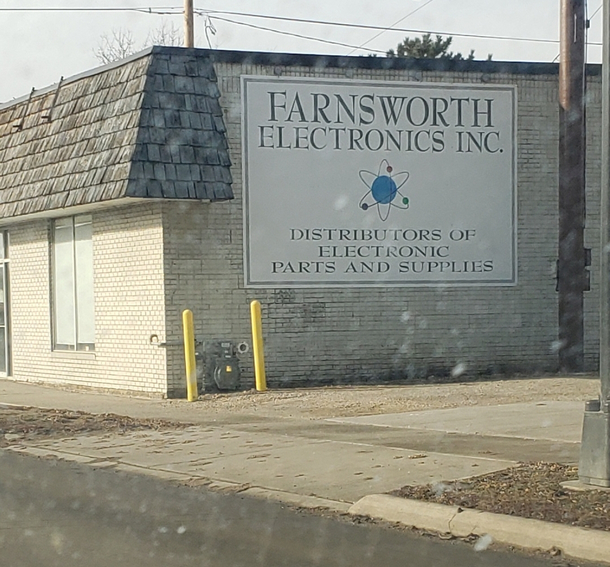 FARNSWORTH
ELECTRONICS INC.
DISTRIBUTORS OF
ELECTRONIC
PARTS AND SUPPLIES